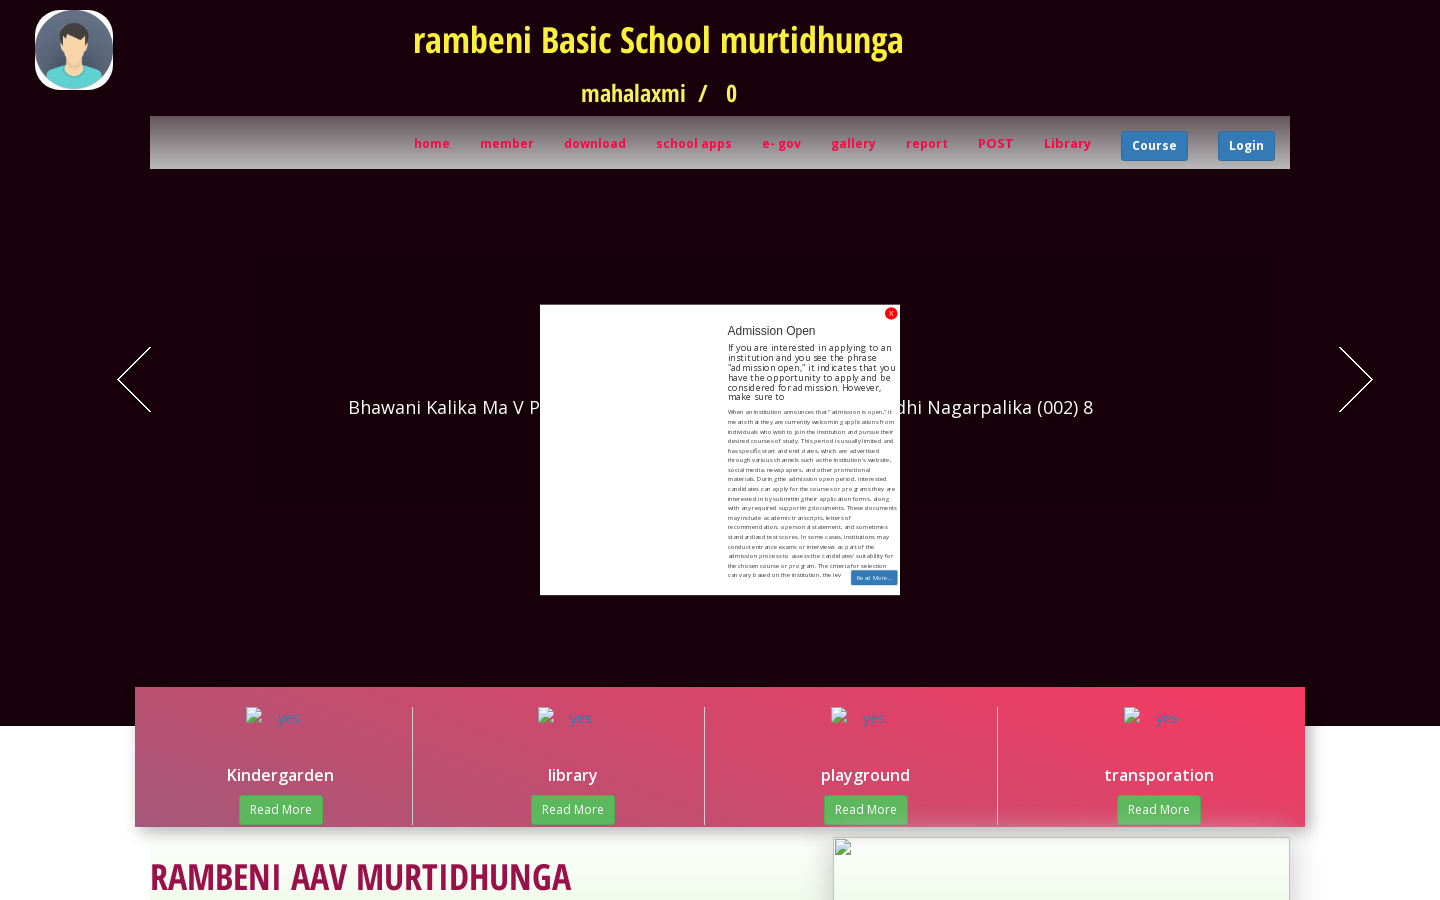 rambeni Basic School murtidhunga
mahalaxmi / 0
home member download school apps e- gov gallery report POST Library Course Login
X
Admission Open
If you are interested in applying to an
institution and you see the phrase
"admission open," it indicates that you
have the opportunity to apply and be
considered for admission. However,
make sure to
When an institution announces that "admission is open," it
means that they are currently welcoming applications from
individuals who wish to join the institution and pursue their
desired courses of study. This period is usually limited and
has specific start and end dates, which are advertised
through various channels such as the institution's website,
social media, newspapers, and other promotional
materials. During the admission open period, interested
candidates can apply for the courses or programs they are
interested in by submitting their application forms, along
with any required supporting documents. These documents
may include academic transcripts, letters of
recommendation, a personal statement, and sometimes
standardized test scores. In some cases, institutions may
conduct entrance exams or interviews as part of the
admission process to assess the candidates' suitability for
the chosen course or program. The criteria for selection
can vary based on the institution, the lev
Read More...
Bhawani Kalika Ma V P
dhi Nagarpalika (002) 8
yes yes yes yes
Kindergarden library playground transporation
Read More Read More Read More Read More
RAMBENI AAV MURTIDHUNGA